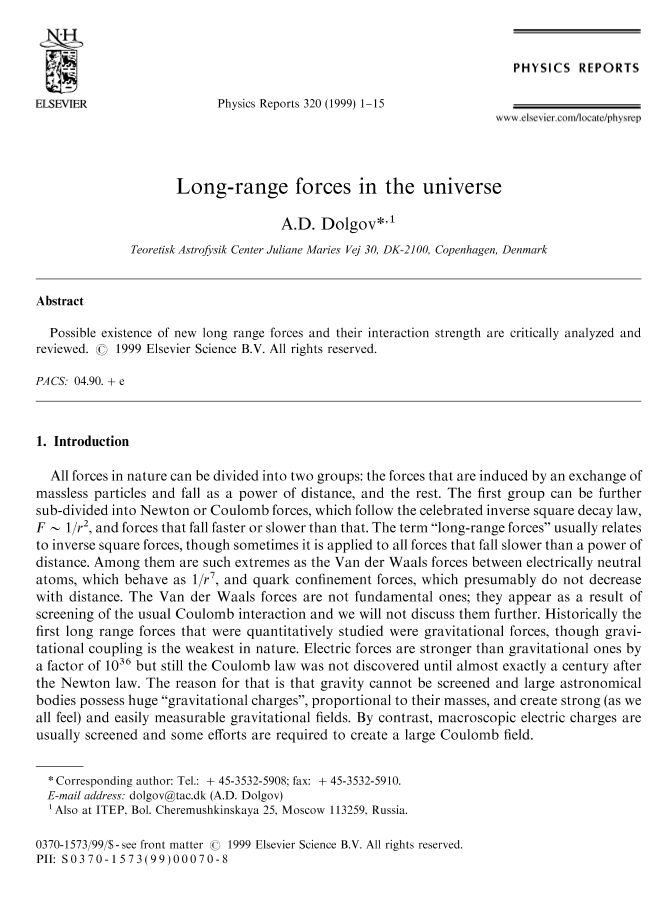 N·H
ELSEVIER
Physics Reports 320 (1999) 1–15
PHYSICS REPORTS
www.elsevier.com/locate/physrep
Long-range forces in the universe
A.D. Dolgov*,1
Teoretisk Astrofysik Center Juliane Maries Vej 30, DK-2100, Copenhagen, Denmark
Abstract
Possible existence of new long range forces and their interaction strength are critically analyzed and
reviewed. © 1999 Elsevier Science B.V. All rights reserved.
PACS: 04.90. + e
1. Introduction
All forces in nature can be divided into two groups: the forces that are induced by an exchange of
massless particles and fall as a power of distance, and the rest. The first group can be further
sub-divided into Newton or Coulomb forces, which follow the celebrated inverse square decay law,
F ~ 1/r², and forces that fall faster or slower than that. The term “long-range forces” usually relates
to inverse square forces, though sometimes it is applied to all forces that fall slower than a power of
distance. Among them are such extremes as the Van der Waals forces between electrically neutral
atoms, which behave as 1/r⁷, and quark confinement forces, which presumably do not decrease
with distance. The Van der Waals forces are not fundamental ones; they appear as a result of
screening of the usual Coulomb interaction and we will not discuss them further. Historically the
first long range forces that were quantitatively studied were gravitational forces, though gravi-
tational coupling is the weakest in nature. Electric forces are stronger than gravitational ones by
a factor of 10³⁶ but still the Coulomb law was not discovered until almost exactly a century after
the Newton law. The reason for that is that gravity cannot be screened and large astronomical
bodies possess huge “gravitational charges”, proportional to their masses, and create strong (as we
all feel) and easily measurable gravitational fields. By contrast, macroscopic electric charges are
usually screened and some efforts are required to create a large Coulomb field.
* Corresponding author: Tel.: + 45-3532-5908; fax: + 45-3532-5910.
E-mail address: dolgov@tac.dk (A.D. Dolgov)
1 Also at ITEP, Bol. Cheremushkinskaya 25, Moscow 113259, Russia.
0370-1573/99/$ - see front matter © 1999 Elsevier Science B.V. All rights reserved.
PII: S0370-1573(99)00070-8